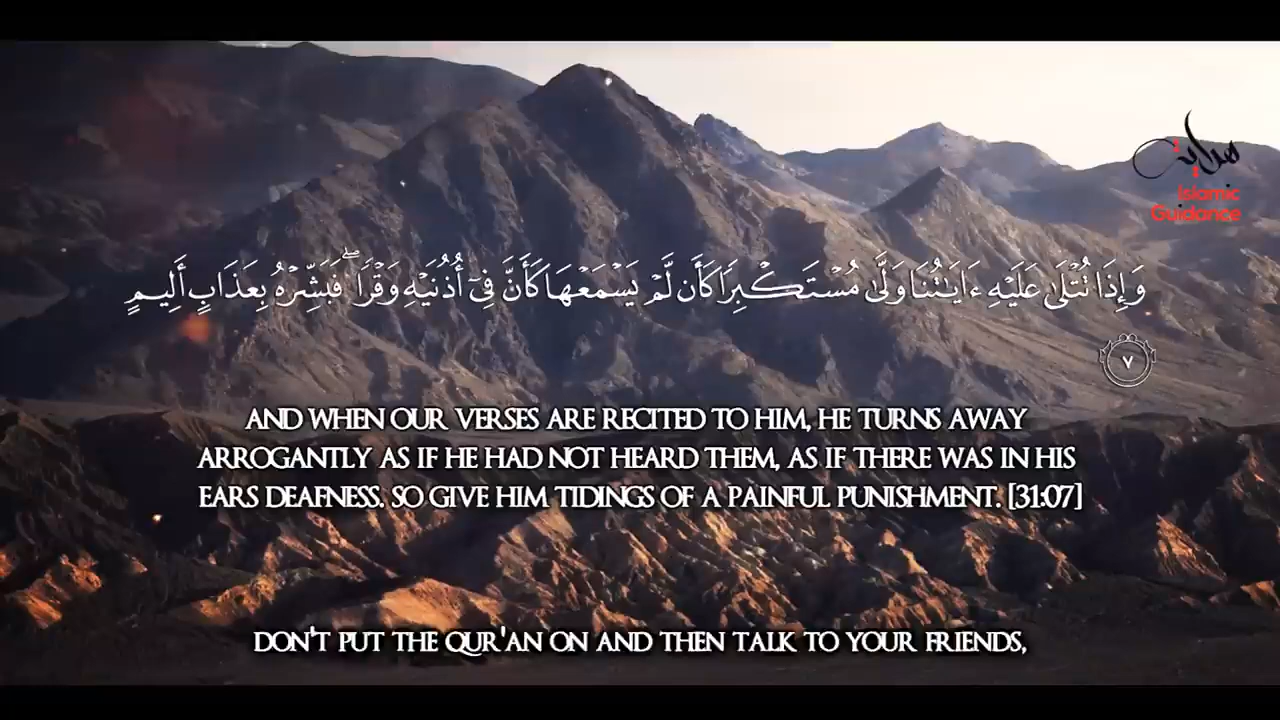 هداية
Islamic
Guidance
وَإِذَا تُتْلَىٰ عَلَيْهِ ءَايَـٰتُنَا وَلَّىٰ مُسْتَكْبِرًا كَأَن لَّمْ يَسْمَعْهَا كَأَنَّ فِىٓ أُذُنَيْهِ وَقْرًا ۖ فَبَشِّرْهُ بِعَذَابٍ أَلِيمٍ
٧
AND WHEN OUR VERSES ARE RECITED TO HIM, HE TURNS AWAY
ARROGANTLY AS IF HE HAD NOT HEARD THEM, AS IF THERE WAS IN HIS
EARS DEAFNESS. SO GIVE HIM TIDINGS OF A PAINFUL PUNISHMENT. [31:07]
DON'T PUT THE QUR'AN ON AND THEN TALK TO YOUR FRIENDS,